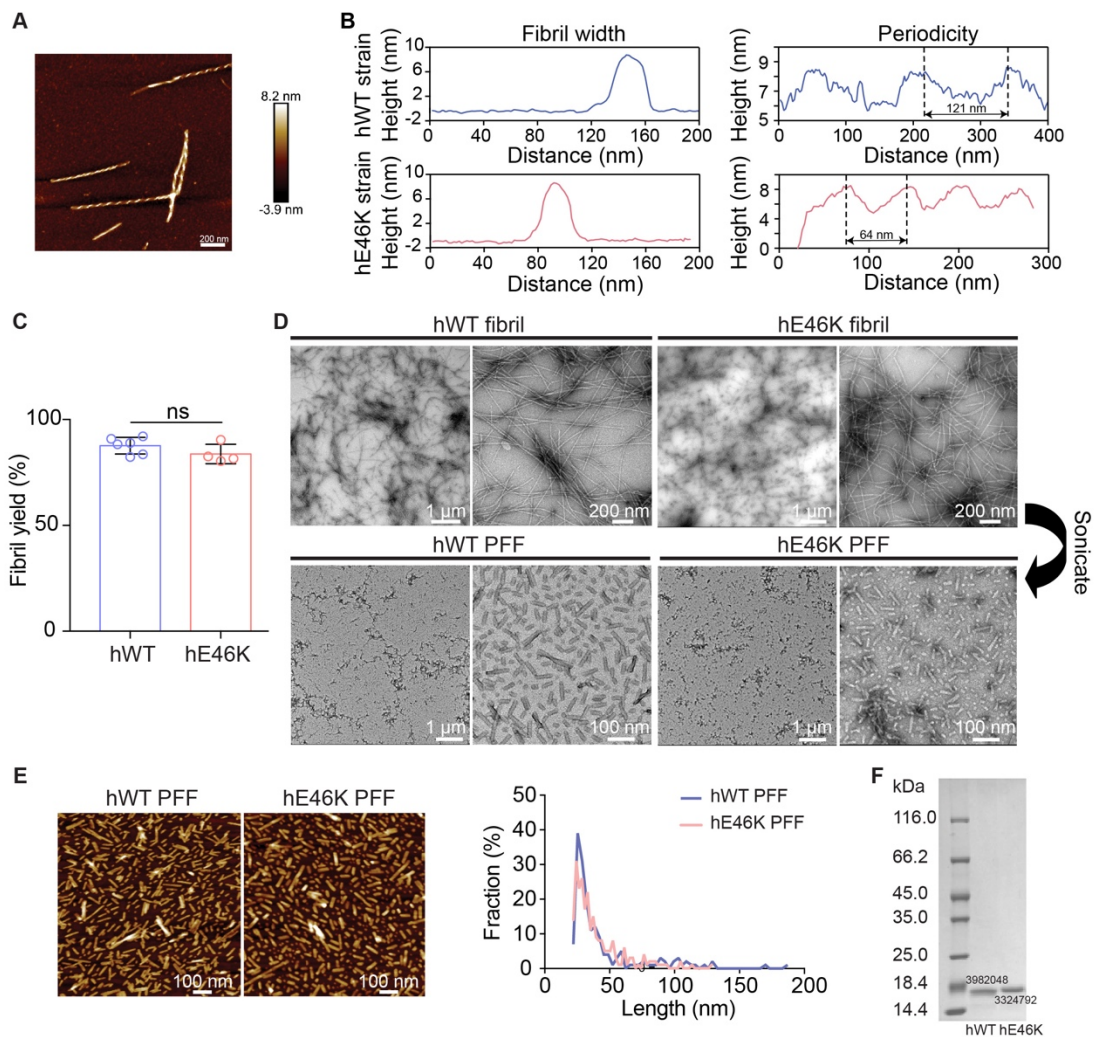 A
8.2 nm
-3.9 nm
200 nm
B
Fibril width
Periodicity
hWT strain
Height (nm)
10
6
2
-2
0 40 80 120 160 200
Distance (nm)
Height (nm)
9
7
5
121 nm
0 100 200 300 400
Distance (nm)
hE46K strain
Height (nm)
10
6
2
-2
0 40 80 120 160 200
Distance (nm)
Height (nm)
8
4
0
64 nm
0 100 200 300
Distance (nm)
C
Fibril yield (%)
100
50
0
ns
hWT hE46K
D
hWT fibril
hE46K fibril
1 μm
200 nm
1 μm
200 nm
Sonicate
hWT PFF
hE46K PFF
1 μm
100 nm
1 μm
100 nm
E
hWT PFF
hE46K PFF
100 nm
100 nm
Fraction (%)
50
40
30
20
10
0
hWT PFF
hE46K PFF
0 50 100 150 200
Length (nm)
F
kDa
116.0
66.2
45.0
35.0
25.0
18.4
14.4
3982048
3324792
hWT hE46K